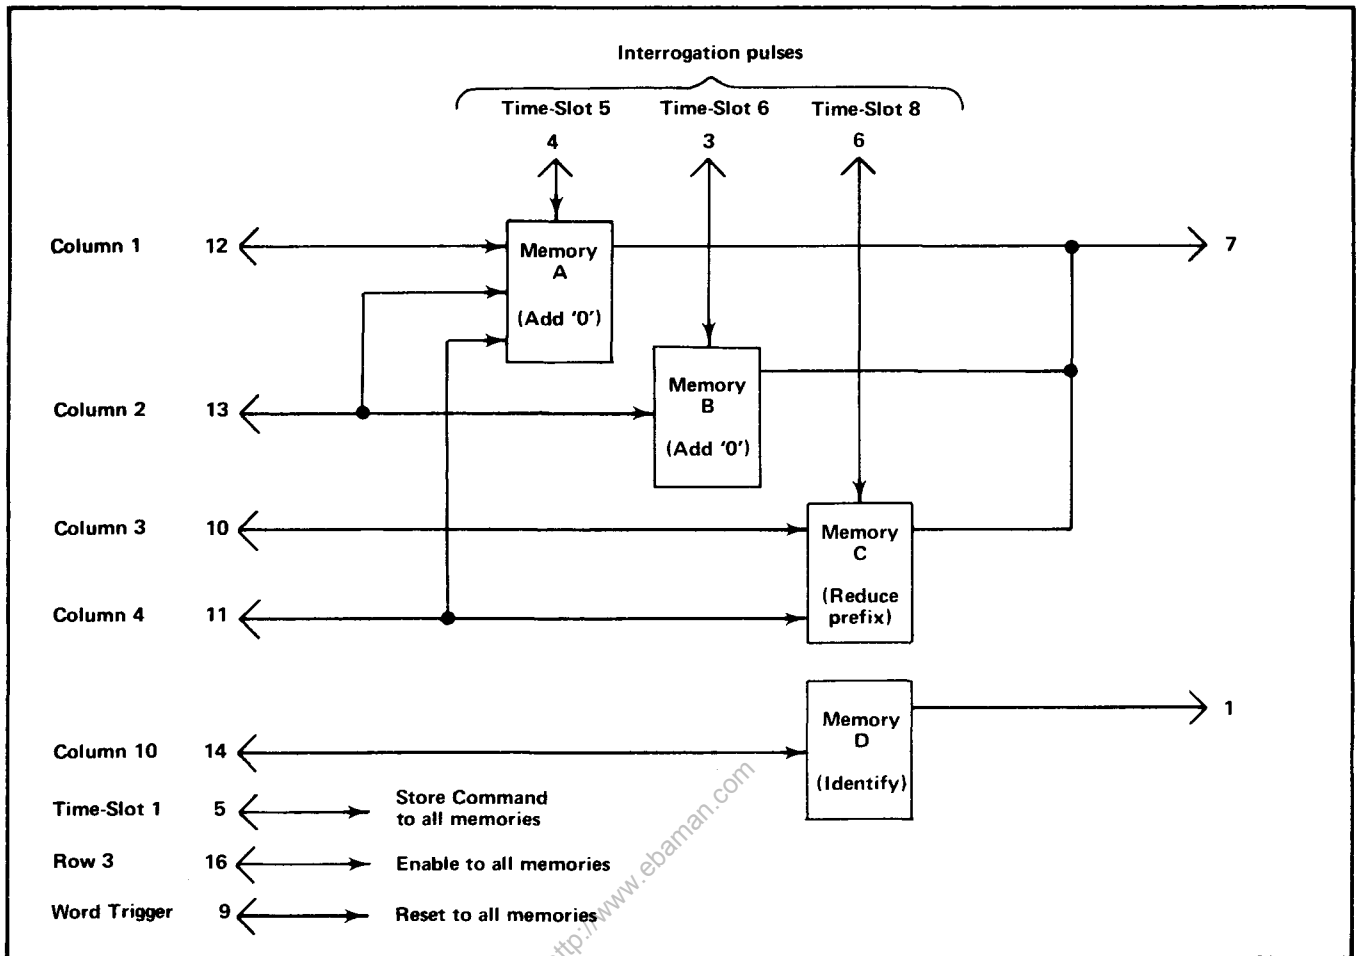 Interrogation pulses
Time-Slot 5 Time-Slot 6 Time-Slot 8
4 3 6
Column 1 12
Memory
A
(Add '0')
7
Column 2 13
Memory
B
(Add '0')
Column 3 10
Memory
C
(Reduce
prefix)
Column 4 11
Memory
D
(Identify)
1
Column 10 14
Time-Slot 1 5 Store Command
to all memories
Row 3 16 Enable to all memories
Word Trigger 9 Reset to all memories
http://www.ebaman.com